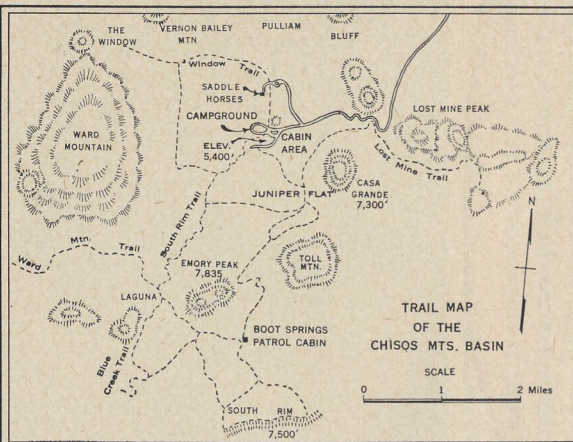 THE
WINDOW
VERNON BAILEY
MTN
PULLIAM
BLUFF
Window Trail
SADDLE
HORSES
CAMPGROUND
ELEV.
5,400'
CABIN
AREA
LOST MINE PEAK
Lost Mine Trail
WARD
MOUNTAIN
JUNIPER FLAT
CASA
GRANDE
7,300'
South Rim Trail
Ward Mtn. Trail
EMORY PEAK
7,835
TOLL
MTN.
N
LAGUNA
Blue
Creek Trail
BOOT SPRINGS
PATROL CABIN
SOUTH RIM
7,500'
TRAIL MAP
OF THE
CHISOS MTS. BASIN
SCALE
0 1 2 Miles